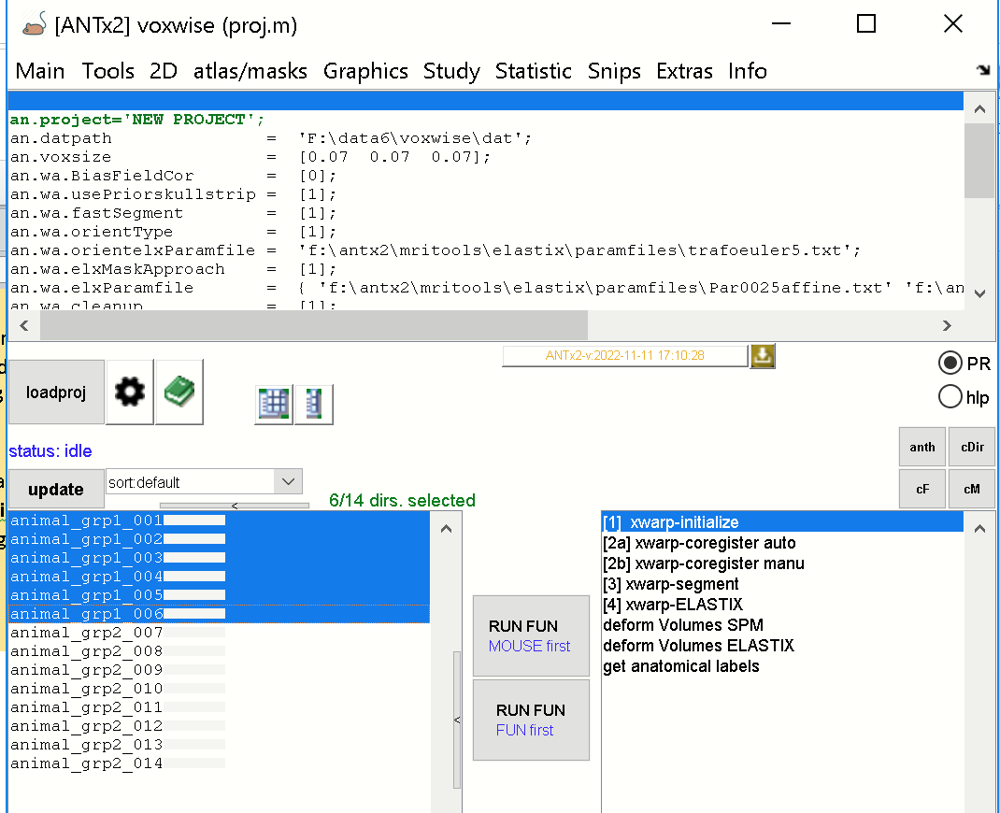 [ANTx2] voxwise (proj.m)
Main Tools 2D atlas/masks Graphics Study Statistic Snips Extras Info
an.project='NEW PROJECT';
an.datpath = 'F:\data6\voxwise\dat';
an.voxsize = [0.07 0.07 0.07];
an.wa.BiasFieldCor = [0];
an.wa.usePriorskullstrip = [1];
an.wa.fastSegment = [1];
an.wa.orientType = [1];
an.wa.orientelxParamfile = 'f:\antx2\mritools\elastix\paramfiles\trafoeuler5.txt';
an.wa.elxMaskApproach = [1];
an.wa.elxParamfile = { 'f:\antx2\mritools\elastix\paramfiles\Par0025affine.txt' 'f:\an
an.wa.cleanup = [1];
ANTx2-v:2022-11-11 17:10:28
PR
loadproj
hlp
status: idle
anth cDir
update
sort:default
cF cM
6/14 dirs. selected
<
animal_grp1_001
animal_grp1_002
animal_grp1_003
animal_grp1_004
animal_grp1_005
animal_grp1_006
animal_grp2_007
animal_grp2_008
animal_grp2_009
animal_grp2_010
animal_grp2_011
animal_grp2_012
animal_grp2_013
animal_grp2_014
<
RUN FUN
MOUSE first
RUN FUN
FUN first
[1] xwarp-initialize
[2a] xwarp-coregister auto
[2b] xwarp-coregister manu
[3] xwarp-segment
[4] xwarp-ELASTIX
deform Volumes SPM
deform Volumes ELASTIX
get anatomical labels